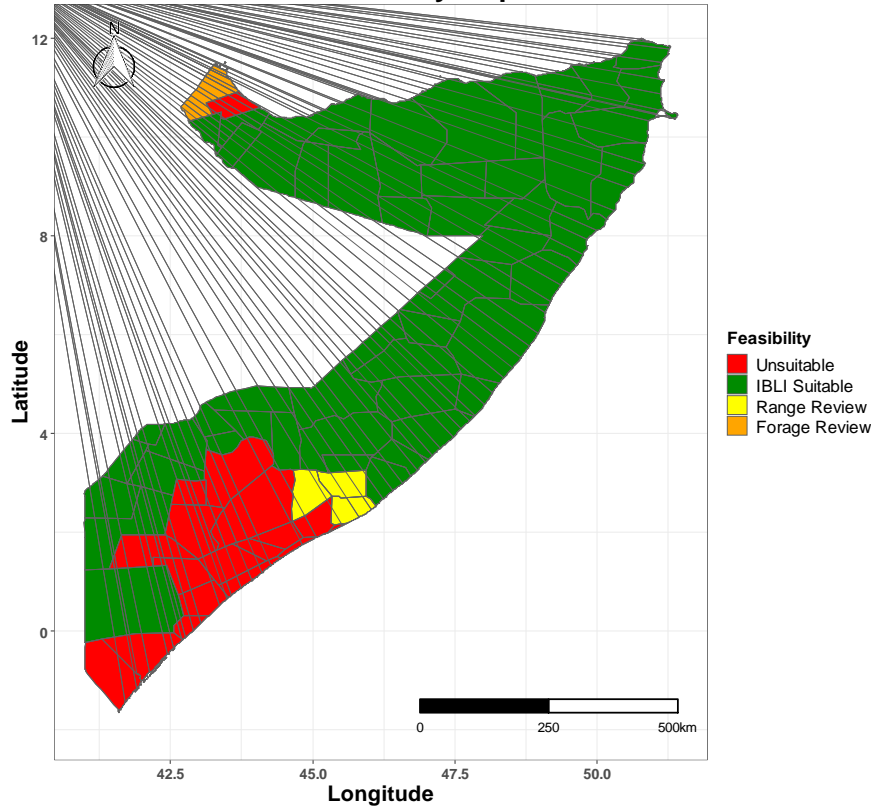 N
12
8
4
0
Latitude
42.5
45.0
47.5
50.0
Longitude
0
250
500km
Feasibility
Unsuitable
IBLI Suitable
Range Review
Forage Review